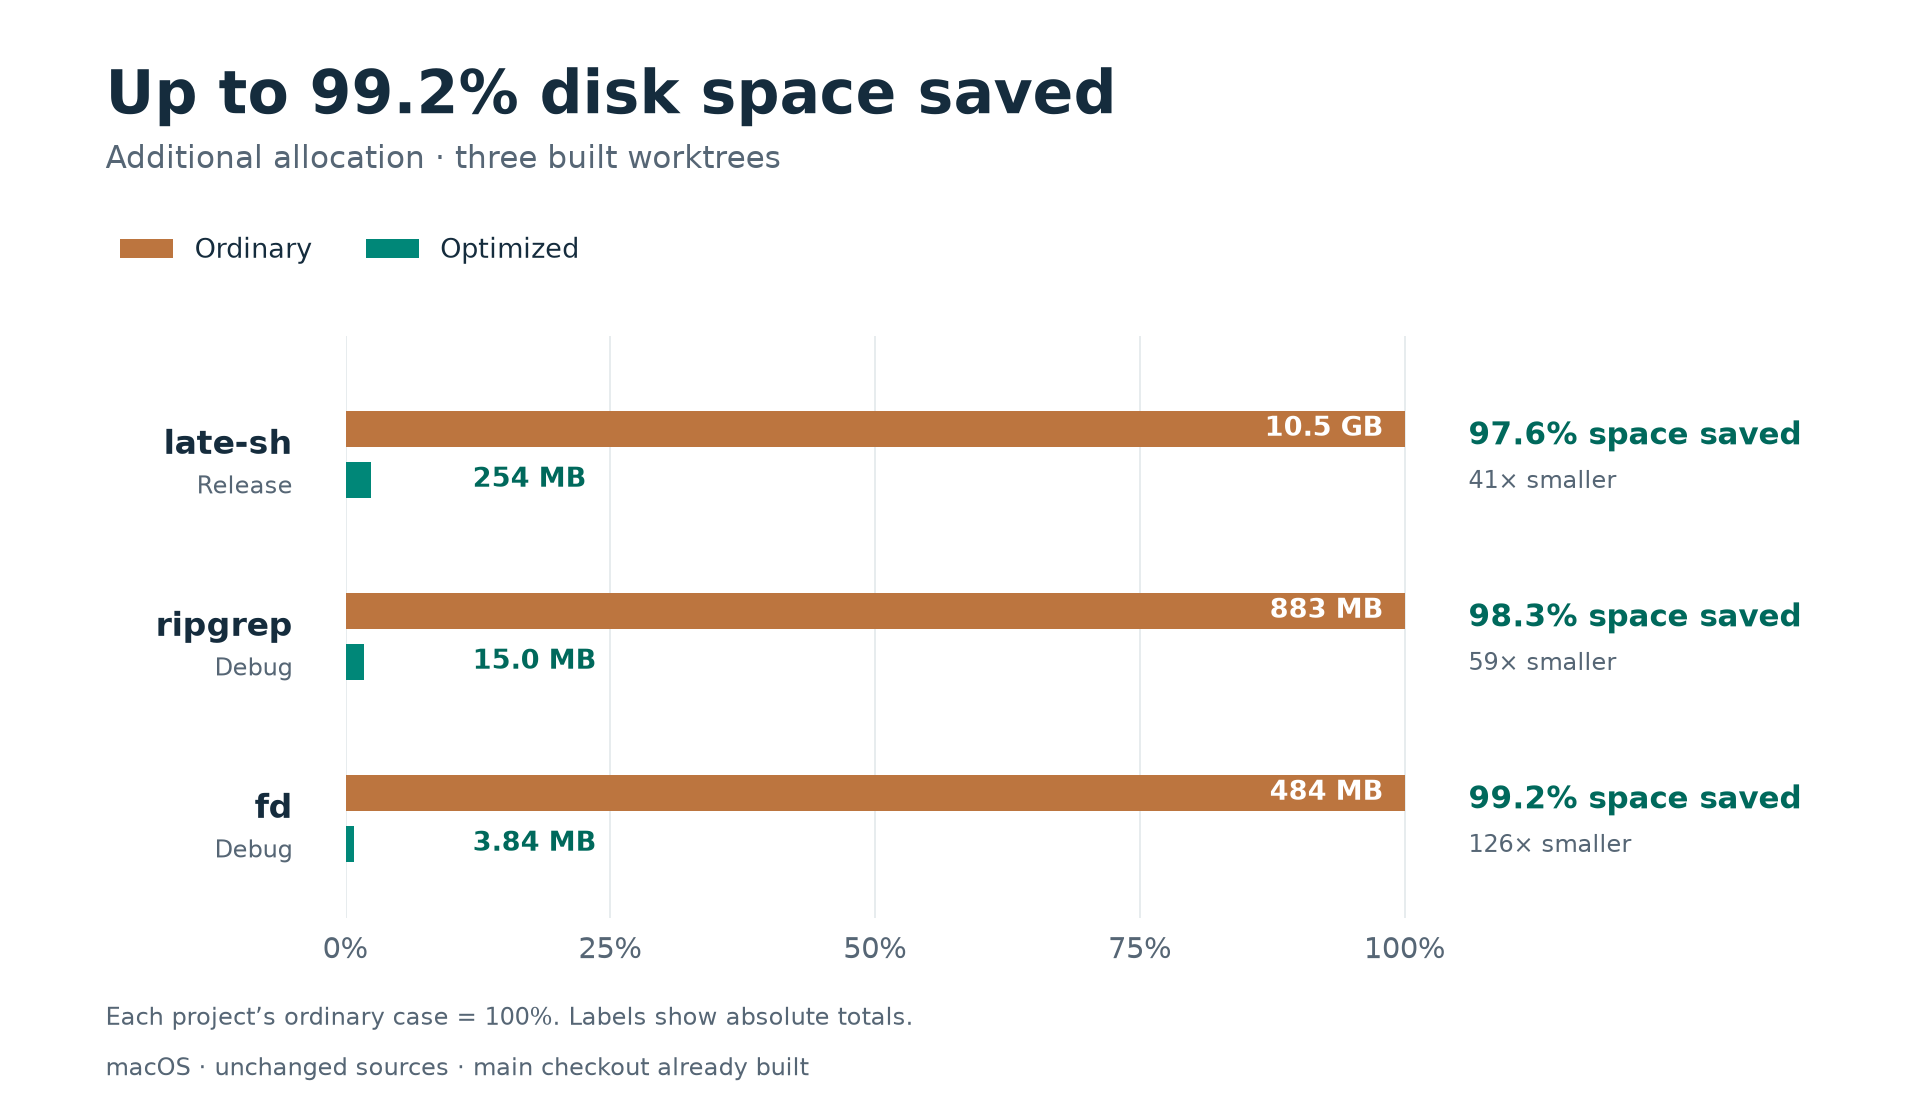 Up to 99.2% disk space saved
Additional allocation · three built worktrees
Ordinary
Optimized
late-sh
Release
10.5 GB
254 MB
97.6% space saved
41× smaller
ripgrep
Debug
883 MB
15.0 MB
98.3% space saved
59× smaller
fd
Debug
484 MB
3.84 MB
99.2% space saved
126× smaller
0% 25% 50% 75% 100%
Each project’s ordinary case = 100%. Labels show absolute totals.
macOS · unchanged sources · main checkout already built